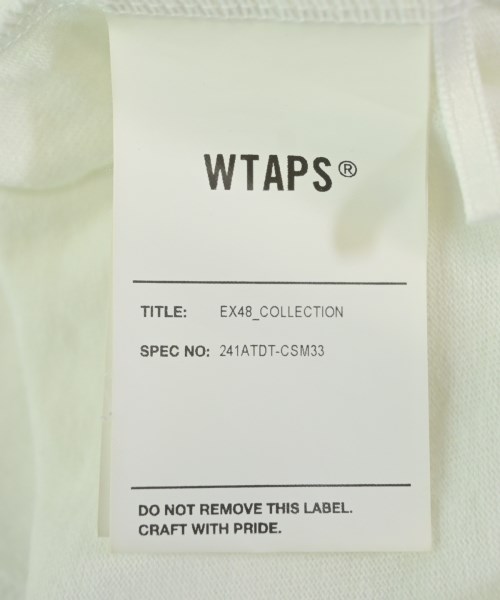 WTAPS®
TITLE: EX48_COLLECTION
SPEC NO: 241ATDT-CSM33
DO NOT REMOVE THIS LABEL.
CRAFT WITH PRIDE.